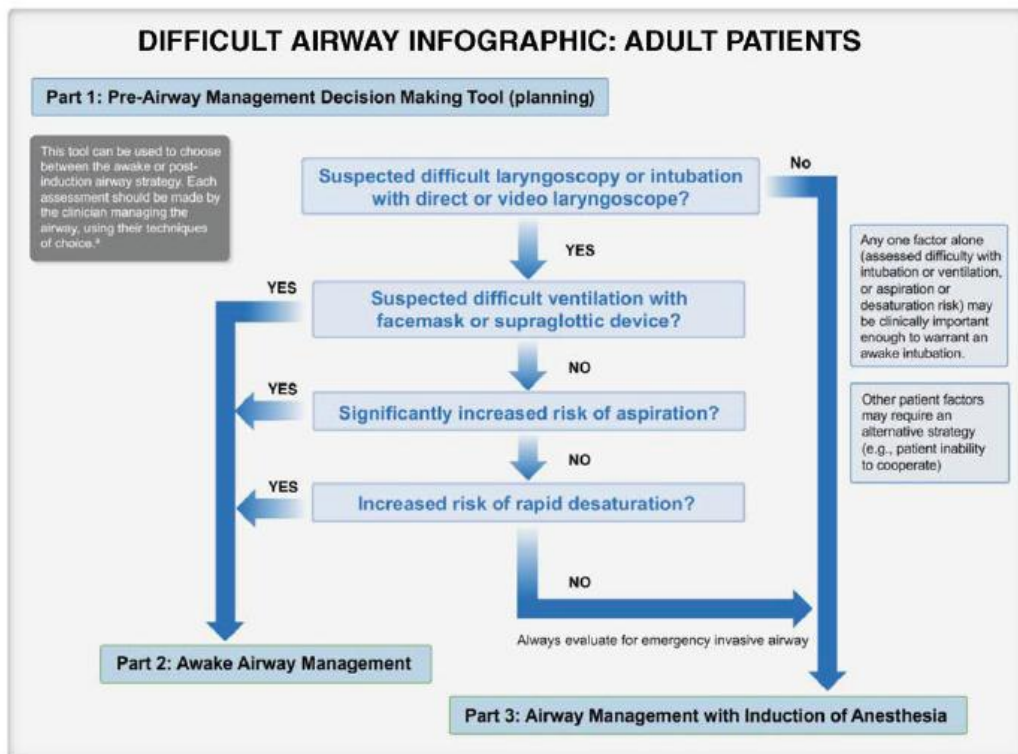 DIFFICULT AIRWAY INFOGRAPHIC: ADULT PATIENTS
Part 1: Pre-Airway Management Decision Making Tool (planning)
This tool can be used to choose
between the awake or post-
induction airway strategy. Each
assessment should be made by
the clinician managing the
airway, using their techniques
of choice.ª
Suspected difficult laryngoscopy or intubation
with direct or video laryngoscope?
No
YES
Any one factor alone
(assessed difficulty with
intubation or ventilation,
or aspiration or
desaturation risk) may
be clinically important
enough to warrant an
awake intubation.
YES
Suspected difficult ventilation with
facemask or supraglottic device?
NO
YES
Significantly increased risk of aspiration?
Other patient factors
may require an
alternative strategy
(e.g., patient inability
to cooperate)
NO
YES
Increased risk of rapid desaturation?
NO
Always evaluate for emergency invasive airway
Part 2: Awake Airway Management
Part 3: Airway Management with Induction of Anesthesia